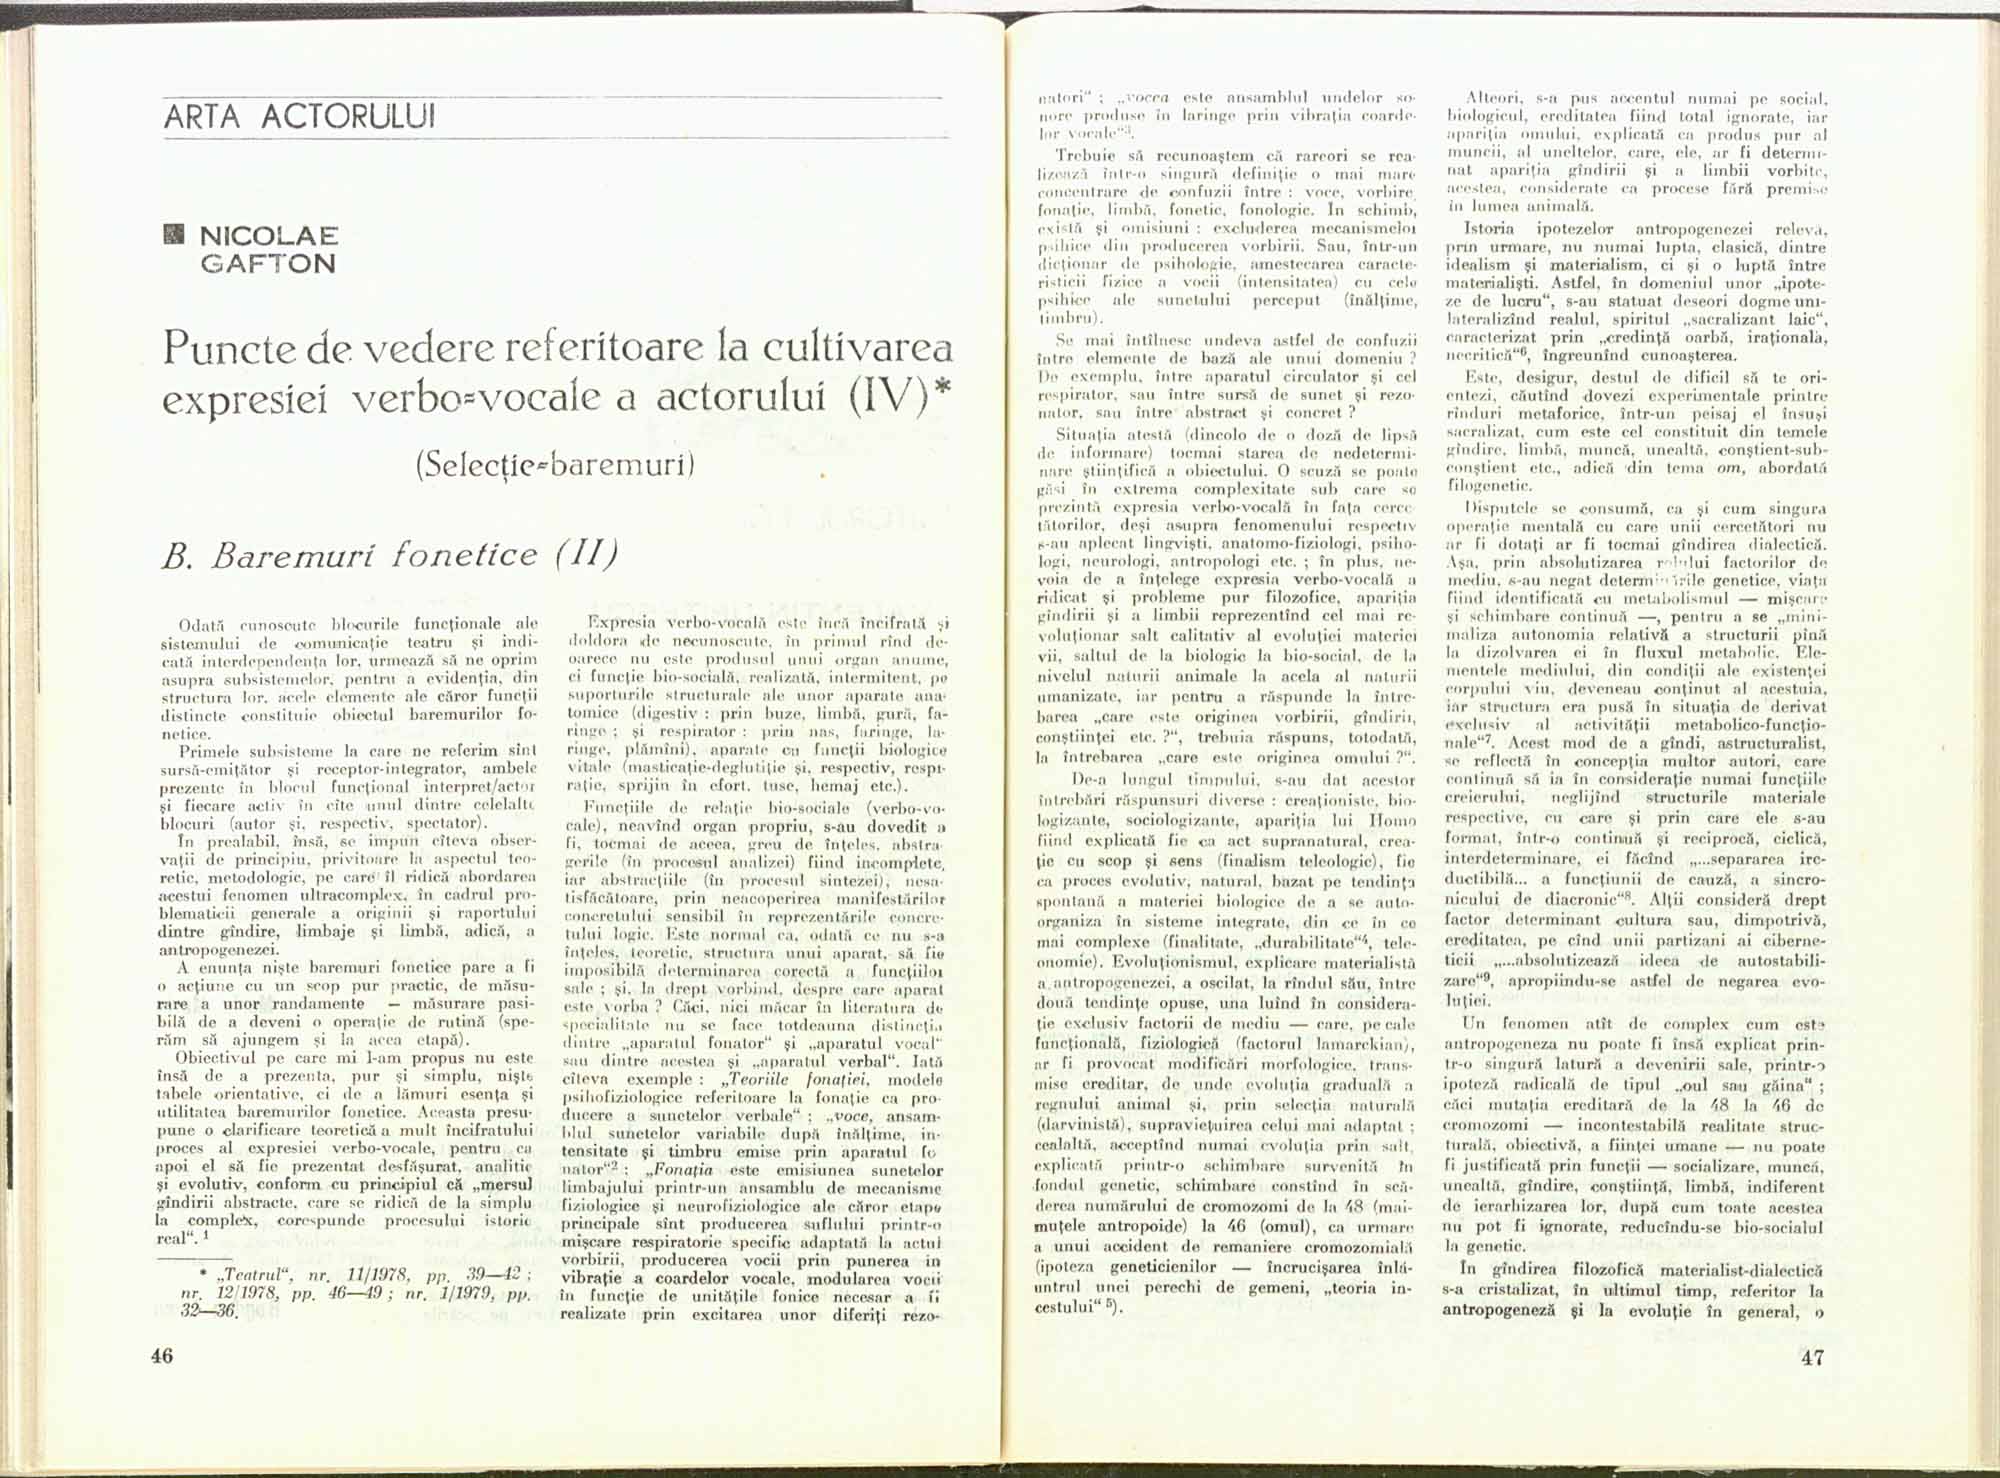 ARTA ACTORULUI
NICOLAE
GAFTON
Puncte de vedere referitoare la cultivarea
expresiei verbo-vocale a actorului (IV)*
(Selecție-baremuri)
B. Baremuri fonetice (II)
Odată cunoscute blocurile funcționale ale
sistemului de comunicație teatru și indi-
cată interdependența lor, urmează să ne oprim
asupra subsistemelor, pentru a evidenția, din
structura lor, acele elemente ale căror funcții
distincte constituie obiectul baremurilor fo-
netice.
Primele subsisteme la care ne referim sînt
sursă-emițător și receptor-integrator, ambele
prezente în blocul funcțional interpret/actor
și fiecare activ în cîte unul dintre celelalte
blocuri (autor și, respectiv, spectator).
In prealabil, însă, se impun cîteva obser-
vații de principiu, privitoare la aspectul teo-
retic, metodologic, pe care îl ridică abordarea
acestui fenomen ultracomplex, în cadrul pro-
blematicii generale a originii și raportului
dintre gîndire, limbaje și limbă, adică, a
antropogenezei.
A enunța niște baremuri fonetice pare a fi
o acțiune cu un scop pur practic, de măsu-
rare a unor randamente — măsurare pasi-
bilă de a deveni o operație de rutină (spe-
răm să ajungem și la acea etapă).
Obiectivul pe care mi l-am propus nu este
însă de a prezenta, pur și simplu, niște
tabele orientative, ci de a lămuri esența și
utilitatea baremurilor fonetice. Aceasta presu-
pune o clarificare teoretică a mult încifratului
proces al expresiei verbo-vocale, pentru ca
apoi el să fie prezentat desfășurat, analitic
și evolutiv, conform cu principiul că „mersul
gîndirii abstracte, care se ridică de la simplu
la complex, corespunde procesului istoric
real“. 1
* „Teatrul“, nr. 11/1978, pp. 39—42 ;
nr. 12/1978, pp. 46—49 ; nr. 1/1979, pp.
32—36.
46
Expresia verbo-vocală este încă încifrată și
doldora de necunoscute, în primul rînd de-
oarece nu este produsul unui organ anume,
ci funcție bio-socială, realizată, intermitent, pe
suporturile structurale ale unor aparate ana-
tomice (digestiv : prin buze, limbă, gură, fa-
ringe ; și respirator : prin nas, faringe, la-
ringe, plămîni), aparate cu funcții biologice
vitale (masticație-deglutiție și, respectiv, respi-
rație, sprijin în efort, tuse, hemaj etc.).
Funcțiile de relație bio-sociale (verbo-vo-
cale), neavînd organ propriu, s-au dovedit a
fi, tocmai de aceea, greu de înțeles, abstra-
gerile (în procesul analizei) fiind incomplete,
iar abstracțiile (în procesul sintezei), nesa-
tisfăcătoare, prin neacoperirea manifestărilor
concretului sensibil în reprezentările concre-
tului logic. Este normal ca, odată ce nu s-a
înțeles, teoretic, structura unui aparat, să fie
imposibilă determinarea corectă a funcțiilor
sale ; și, la drept vorbind, despre care aparat
este vorba ? Căci, nici măcar în literatura de
specialitate nu se face totdeauna distincția
dintre „aparatul fonator“ și „aparatul vocal“
sau dintre acestea și „aparatul verbal“. Iată
cîteva exemple : „Teoriile fonației, modele
psihofiziologice referitoare la fonație ca pro-
ducere a sunetelor verbale“ ; „voce, ansam-
blul sunetelor variabile după înălțime, in-
tensitate și timbru emise prin aparatul fo
nator“2 ; „Fonația este emisiunea sunetelor
limbajului printr-un ansamblu de mecanisme
fiziologice și neurofiziologice ale căror etape
principale sînt producerea suflului printr-o
mișcare respiratorie specific adaptată la actul
vorbirii, producerea vocii prin punerea în
vibrație a coardelor vocale, modularea vocii
în funcție de unitățile fonice necesar a fi
realizate prin excitarea unor diferiți rezo-
natori“ ; „vocea este ansamblul undelor so-
nore produse în laringe prin vibrația coarde-
lor vocale“3.
Trebuie să recunoaștem că rareori se rea-
lizează într-o singură definiție o mai mare
concentrare de confuzii între : voce, vorbire,
fonație, limbă, fonetic, fonologic. In schimb,
există și omisiuni : excluderea mecanismelor
psihice din producerea vorbirii. Sau, într-un
dicționar de psihologie, amestecarea caracte-
risticii fizice a vocii (intensitatea) cu cele
psihice ale sunetului perceput (înălțime,
timbru).
Se mai întîlnesc undeva astfel de confuzii
între elemente de bază ale unui domeniu ?
De exemplu, între aparatul circulator și cel
respirator, sau între sursă de sunet și rezo-
nator, sau între abstract și concret ?
Situația atestă (dincolo de o doză de lipsă
de informare) tocmai starea de nedetermi-
nare științifică a obiectului. O scuză se poate
găsi în extrema complexitate sub care se
prezintă expresia verbo-vocală în fața cerce
tătorilor, deși asupra fenomenului respectiv
s-au aplecat lingviști, anatomo-fiziologi, psiho-
logi, neurologi, antropologi etc. ; în plus, ne-
voia de a înțelege expresia verbo-vocală a
ridicat și probleme pur filozofice, apariția
gîndirii și a limbii reprezentînd cel mai re-
voluționar salt calitativ al evoluției materiei
vii, saltul de la biologic la bio-social, de la
nivelul naturii animale la acela al naturii
umanizate, iar pentru a răspunde la între-
barea „care este originea vorbirii, gîndirii,
conștiinței etc. ?“, trebuia răspuns, totodată,
la întrebarea „care este originea omului ?“.
De-a lungul timpului, s-au dat acestor
întrebări răspunsuri diverse : creaționiste, bio-
logizante, sociologizante, apariția lui Homo
fiind explicată fie ca act supranatural, crea-
ție cu scop și sens (finalism teleologic), fie
ca proces evolutiv, natural, bazat pe tendința
spontană a materiei biologice de a se auto-
organiza în sisteme integrate, din ce în ce
mai complexe (finalitate, „durabilitate“4, tele-
onomie). Evoluționismul, explicare materialistă
a antropogenezei, a oscilat, la rîndul său, între
două tendințe opuse, una luînd în considera-
ție exclusiv factorii de mediu — care, pe cale
funcțională, fiziologică (factorul lamarckian),
ar fi provocat modificări morfologice, trans-
mise ereditar, de unde evoluția graduală a
regnului animal și, prin selecția naturală
(darvinistă), supraviețuirea celui mai adaptat ;
cealaltă, acceptînd numai evoluția prin salt,
explicată printr-o schimbare survenită în
fondul genetic, schimbare constînd în scă-
derea numărului de cromozomi de la 48 (mai-
muțele antropoide) la 46 (omul), ca urmare
a unui accident de remaniere cromozomială
(ipoteza geneticienilor — încrucișarea înlă-
untrul unei perechi de gemeni, „teoria in-
cestului“ 5).
Alteori, s-a pus accentul numai pe social,
biologicul, ereditatea fiind total ignorate, iar
apariția omului, explicată ca produs pur al
muncii, al uneltelor, care, ele, ar fi determi-
nat apariția gîndirii și a limbii vorbite,
acestea, considerate ca procese fără premise
în lumea animală.
Istoria ipotezelor antropogenezei relevă,
prin urmare, nu numai lupta, clasică, dintre
idealism și materialism, ci și o luptă între
materialiști. Astfel, în domeniul unor „ipote-
ze de lucru“, s-au statuat deseori dogme uni-
lateralizînd realul, spiritul „sacralizant laic“,
caracterizat prin „credință oarbă, irațională,
necritică“6, îngreunînd cunoașterea.
Este, desigur, destul de dificil să te ori-
entezi, căutînd dovezi experimentale printre
rînduri metaforice, într-un peisaj el însuși
sacralizat, cum este cel constituit din temele
gîndire, limbă, muncă, unealtă, conștient-sub-
conștient etc., adică din tema om, abordată
filogenetic.
Disputele se consumă, ca și cum singura
operație mentală cu care unii cercetători nu
ar fi dotați ar fi tocmai gîndirea dialectică.
Așa, prin absolutizarea rolului factorilor de
mediu, s-au negat determinările genetice, viața
fiind identificată cu metabolismul — mișcare
și schimbare continuă —, pentru a se „mini-
maliza autonomia relativă a structurii pînă
la dizolvarea ei în fluxul metabolic. Ele-
mentele mediului, din condiții ale existenței
corpului viu, deveneau conținut al acestuia,
iar structura era pusă în situația de derivat
exclusiv al activității metabolico-funcțio-
nale“7. Acest mod de a gîndi, astructuralist,
se reflectă în concepția multor autori, care
continuă să ia în considerație numai funcțiile
creierului, neglijînd structurile materiale
respective, cu care și prin care ele s-au
format, într-o continuă și reciprocă, ciclică,
interdeterminare, ei făcînd „...separarea ire-
ductibilă... a funcțiunii de cauză, a sincro-
nicului de diacronic“8. Alții consideră drept
factor determinant cultura sau, dimpotrivă,
ereditatea, pe cînd unii partizani ai ciberne-
ticii „...absolutizează ideea de autostabili-
zare“9, apropiindu-se astfel de negarea evo-
luției.
Un fenomen atît de complex cum este
antropogeneza nu poate fi însă explicat prin-
tr-o singură latură a devenirii sale, printr-o
ipoteză radicală de tipul „oul sau găina“ ;
căci mutația ereditară de la 48 la 46 de
cromozomi — incontestabilă realitate struc-
turală, obiectivă, a ființei umane — nu poate
fi justificată prin funcții — socializare, muncă,
unealtă, gîndire, conștiință, limbă, indiferent
de ierarhizarea lor, după cum toate acestea
nu pot fi ignorate, reducîndu-se bio-socialul
la genetic.
In gîndirea filozofică materialist-dialectică
s-a cristalizat, în ultimul timp, referitor la
antropogeneză și la evoluție în general, o
47